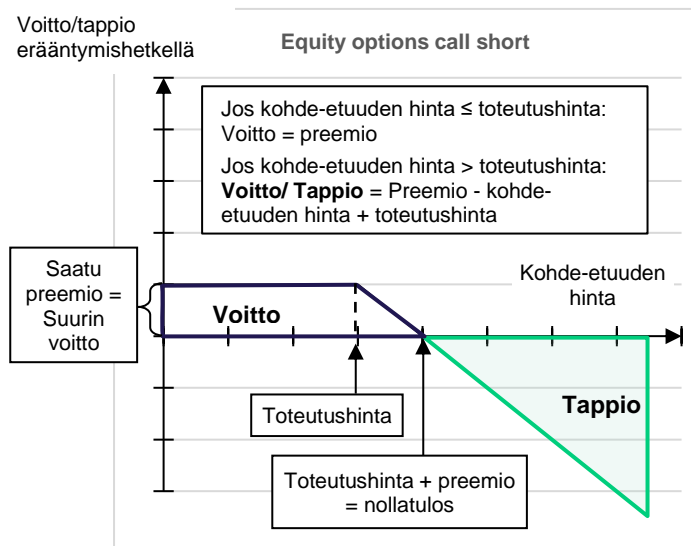 Voitto/tappio
erääntymishetkellä
Equity options call short
Jos kohde-etuuden hinta ≤ toteutushinta:
Voitto = preemio
Jos kohde-etuuden hinta > toteutushinta:
Voitto/ Tappio = Preemio - kohde-
etuuden hinta + toteutushinta
Saatu
preemio =
Suurin
voitto
Voitto
Kohde-etuuden
hinta
Toteutushinta
Tappio
Toteutushinta + preemio
= nollatulos